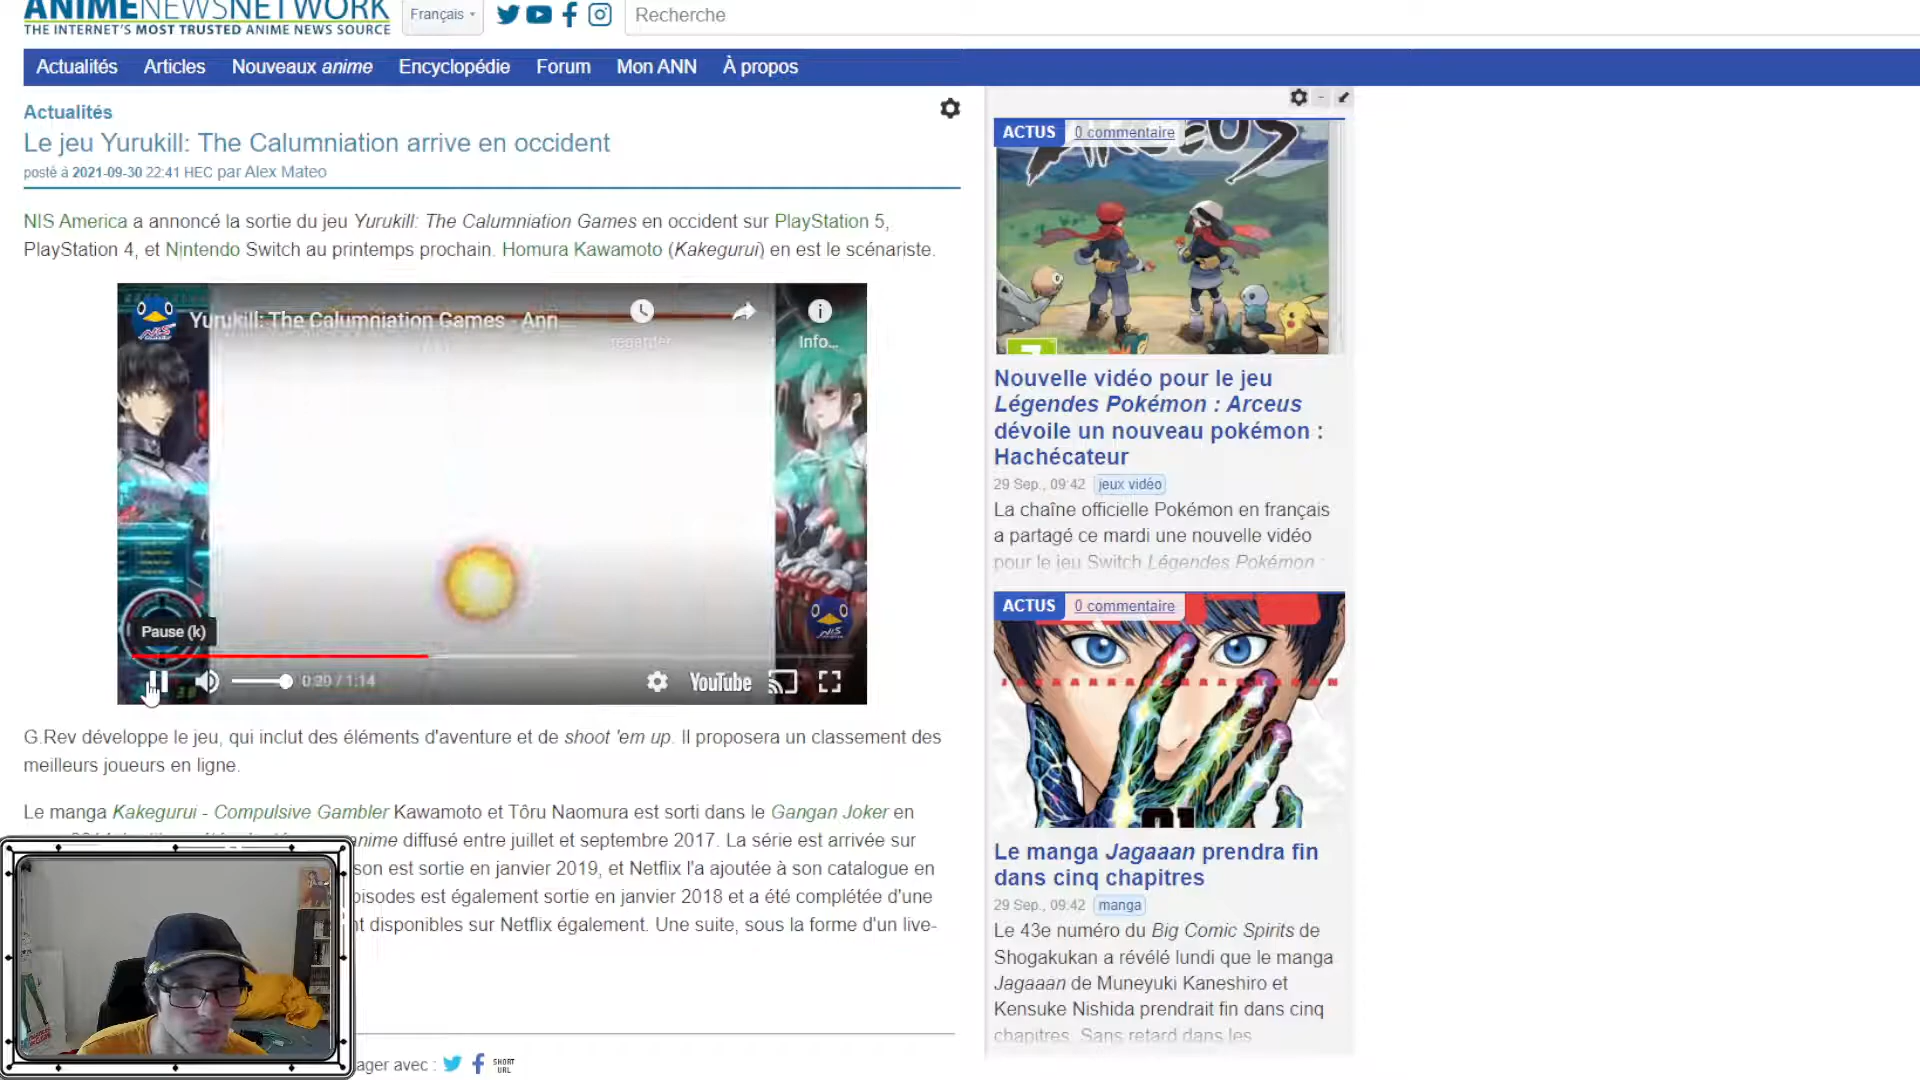 ANIMENEWSNETWORK
THE INTERNET'S MOST TRUSTED ANIME NEWS SOURCE
Français
Recherche
Actualités Articles Nouveaux anime Encyclopédie Forum Mon ANN À propos
Actualités
Le jeu Yurukill: The Calumniation arrive en occident
posté à 2021-09-30 22:41 HEC par Alex Mateo
NIS America a annoncé la sortie du jeu Yurukill: The Calumniation Games en occident sur PlayStation 5,
PlayStation 4, et Nintendo Switch au printemps prochain. Homura Kawamoto (Kakegurui) en est le scénariste.
Yurukill: The Calumniation Games - Ann
regarder
Info...
Pause (k)
0:29 / 1:14
YouTube
G.Rev développe le jeu, qui inclut des éléments d'aventure et de shoot 'em up. Il proposera un classement des
meilleurs joueurs en ligne.
Le manga Kakegurui - Compulsive Gambler Kawamoto et Tôru Naomura est sorti dans le Gangan Joker en
anime diffusé entre juillet et septembre 2017. La série est arrivée sur
son est sortie en janvier 2019, et Netflix l'a ajoutée à son catalogue en
pisodes est également sortie en janvier 2018 et a été complétée d'une
nt disponibles sur Netflix également. Une suite, sous la forme d'un live-
ager avec :
SHORT
URL
ACTUS 0 commentaire
Nouvelle vidéo pour le jeu
Légendes Pokémon : Arceus
dévoile un nouveau pokémon :
Hachécateur
29 Sep., 09:42 jeux vidéo
La chaîne officielle Pokémon en français
a partagé ce mardi une nouvelle vidéo
pour le jeu Switch Légendes Pokémon :
ACTUS 0 commentaire
Le manga Jagaaan prendra fin
dans cinq chapitres
29 Sep., 09:42 manga
Le 43e numéro du Big Comic Spirits de
Shogakukan a révélé lundi que le manga
Jagaaan de Muneyuki Kaneshiro et
Kensuke Nishida prendrait fin dans cinq
chapitres. Sans retard dans les